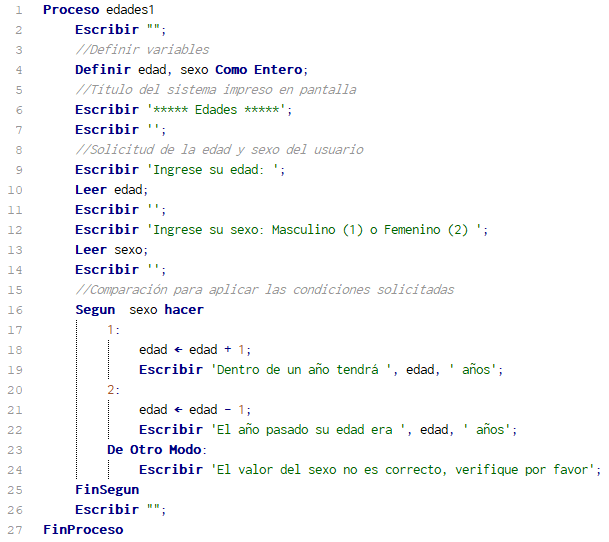 1 Proceso edades1
2 Escribir "";
3 //Definir variables
4 Definir edad, sexo Como Entero;
5 //Título del sistema impreso en pantalla
6 Escribir '***** Edades *****';
7 Escribir '';
8 //Solicitud de la edad y sexo del usuario
9 Escribir 'Ingrese su edad: ';
10 Leer edad;
11 Escribir '';
12 Escribir 'Ingrese su sexo: Masculino (1) o Femenino (2) ';
13 Leer sexo;
14 Escribir '';
15 //Comparación para aplicar las condiciones solicitadas
16 Segun sexo hacer
17 1:
18 edad ← edad + 1;
19 Escribir 'Dentro de un año tendrá ', edad, ' años';
20 2:
21 edad ← edad - 1;
22 Escribir 'El año pasado su edad era ', edad, ' años';
23 De Otro Modo:
24 Escribir 'El valor del sexo no es correcto, verifique por favor';
25 FinSegun
26 Escribir "";
27 FinProceso